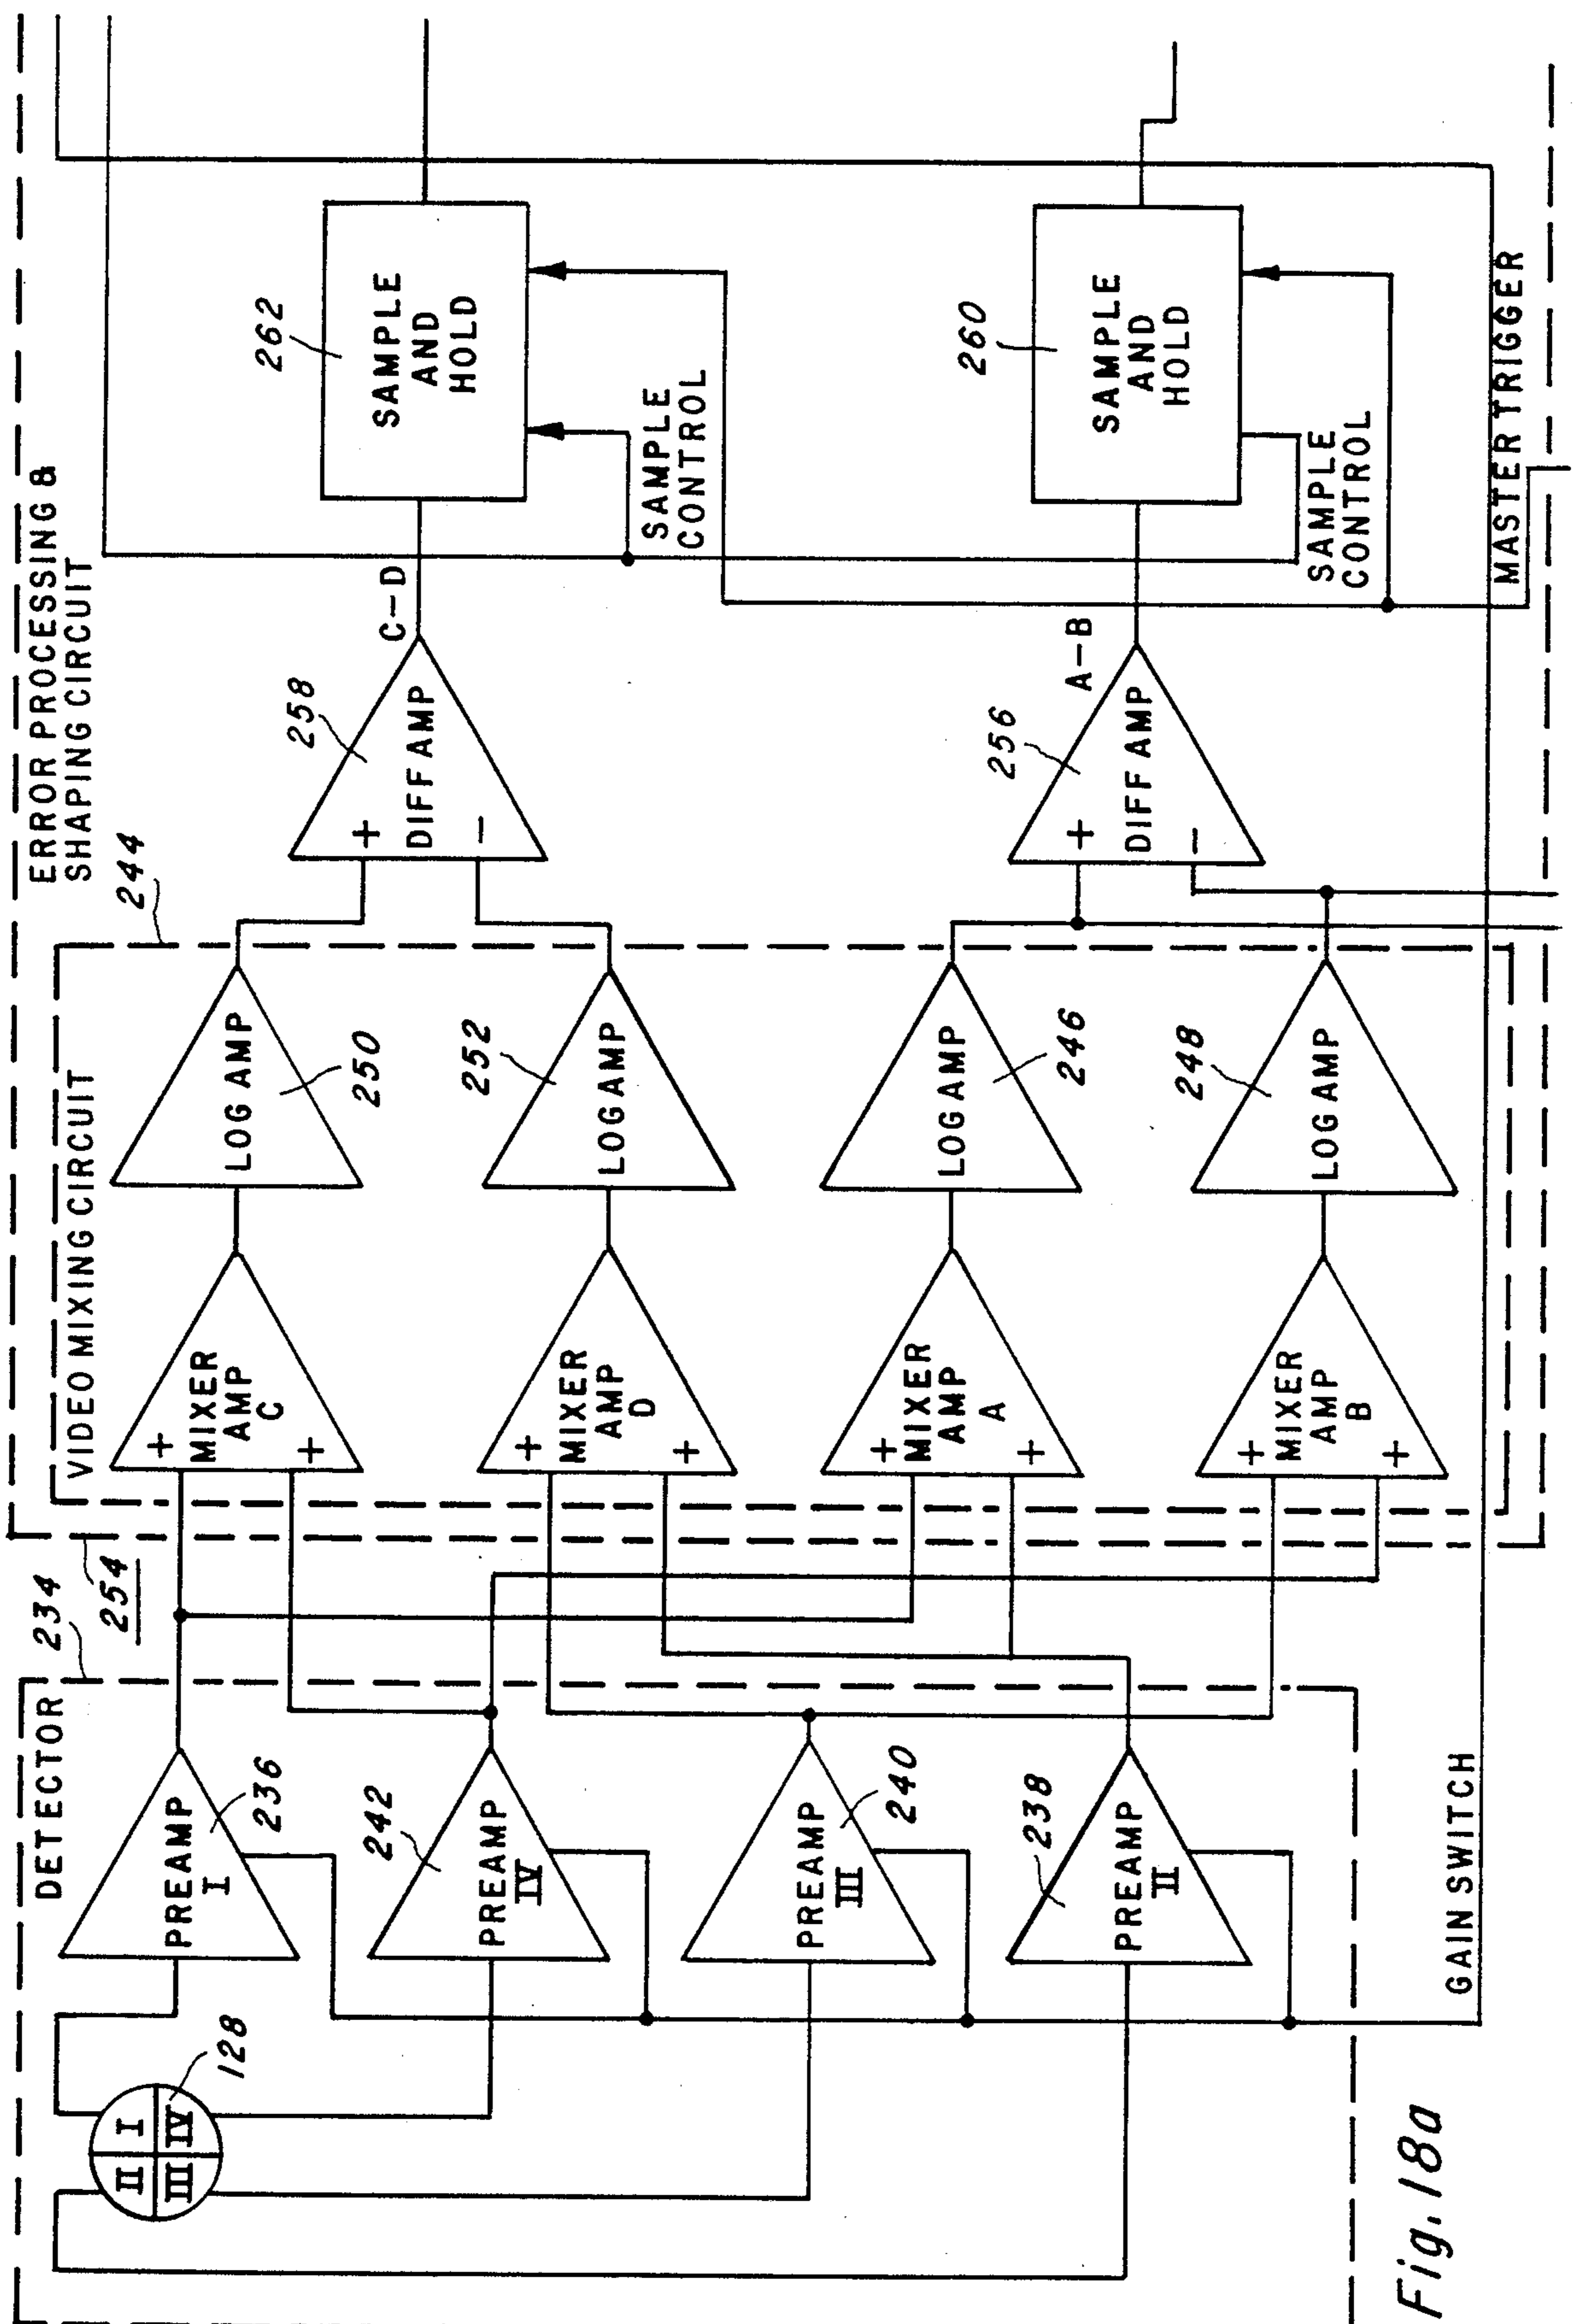 DETECTOR
234
254
II
I
III
IV
128
PREAMP
I
236
242
PREAMP
IV
PREAMP
III
240
238
PREAMP
II
GAIN SWITCH
ERROR PROCESSING &
SHAPING CIRCUIT
244
VIDEO MIXING CIRCUIT
+
MIXER
AMP
C
+
LOG AMP
250
+
MIXER
AMP
D
+
252
LOG AMP
+
MIXER
AMP
A
+
LOG AMP
246
+
MIXER
AMP
B
+
248
LOG AMP
258
+
DIFF AMP
−
C−D
256
+
DIFF AMP
−
A−B
262
SAMPLE
AND
HOLD
SAMPLE
CONTROL
260
SAMPLE
AND
HOLD
SAMPLE
CONTROL
MASTER TRIGGER
Fig. 18a